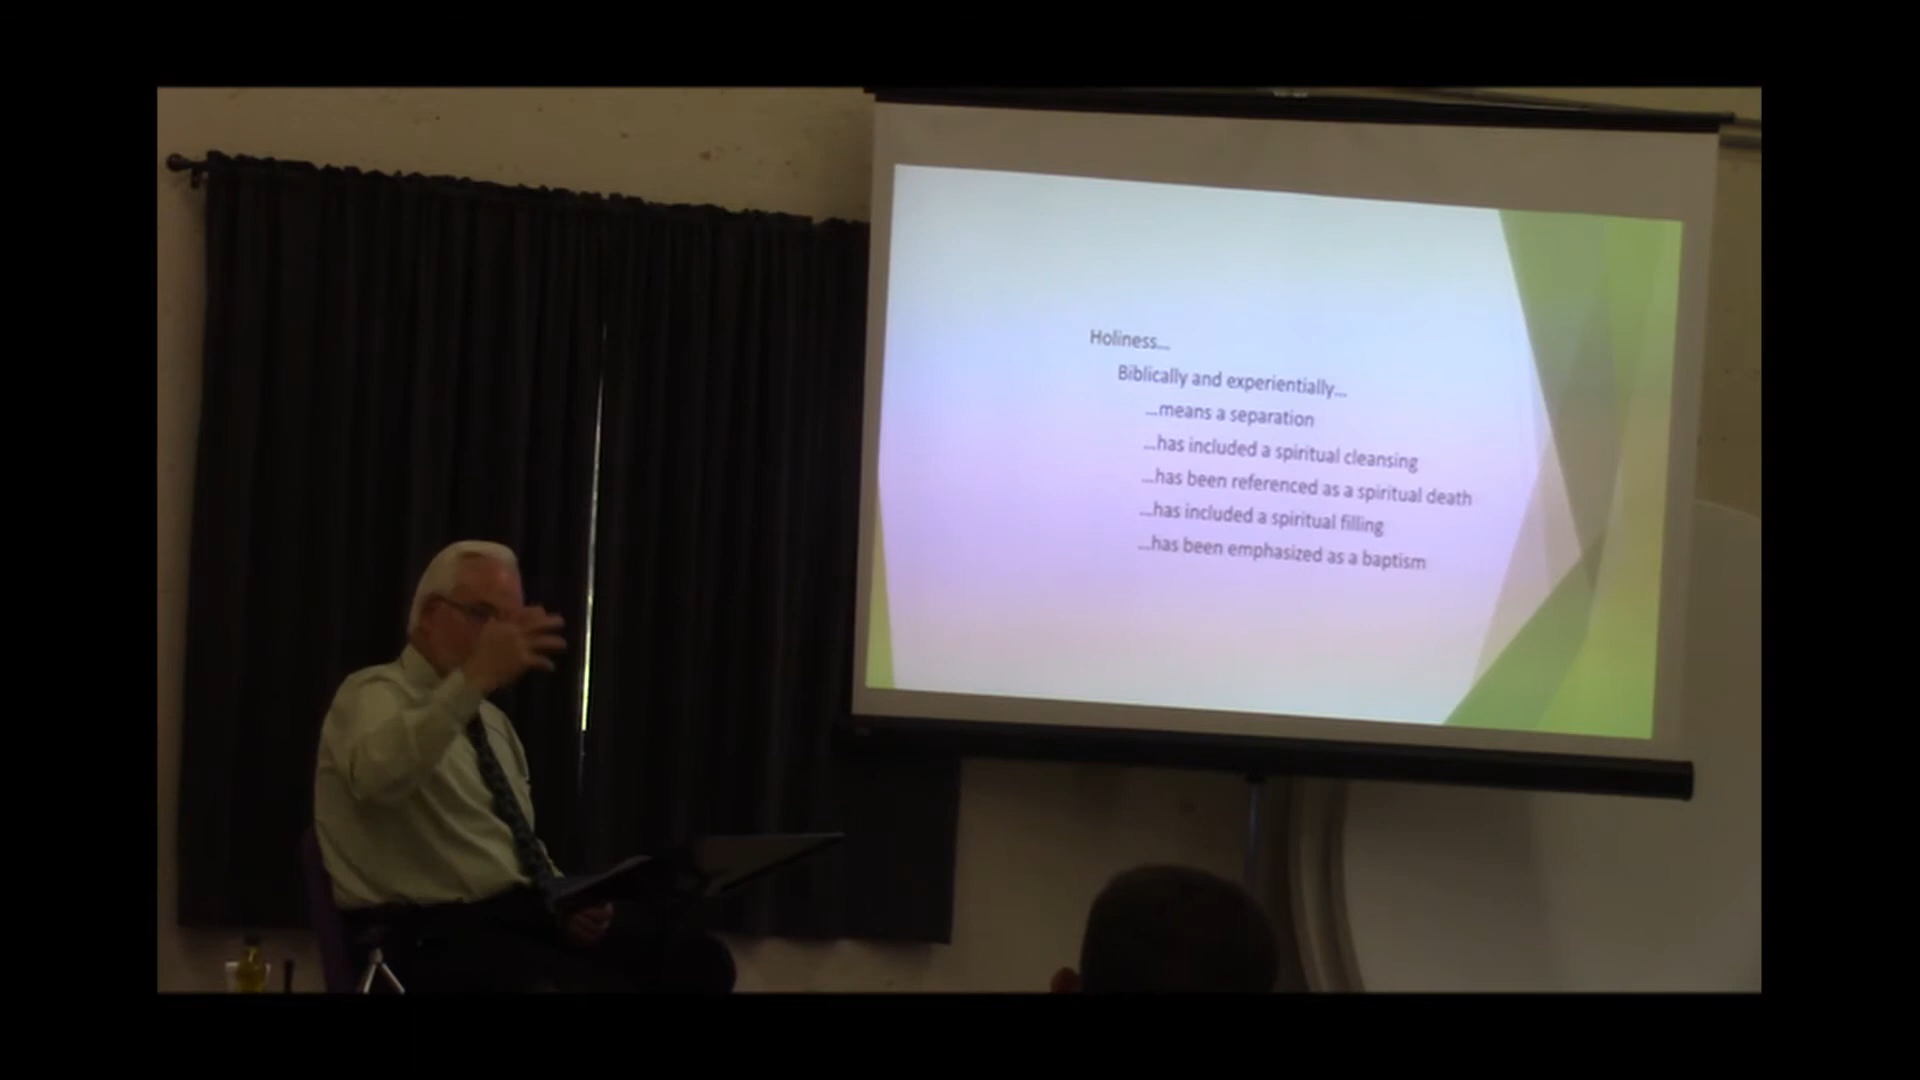 Holiness...
Biblically and experientially...
...means a separation
...has included a spiritual cleansing
...has been referenced as a spiritual death
...has included a spiritual filling
...has been emphasized as a baptism